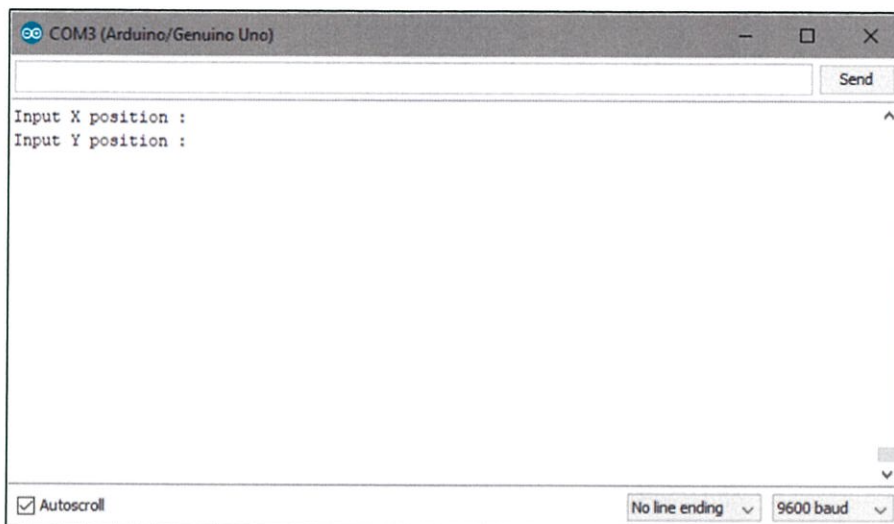 COM3 (Arduino/Genuino Uno)
Send
Input X position :
Input Y position :
Autoscroll
No line ending
9600 baud